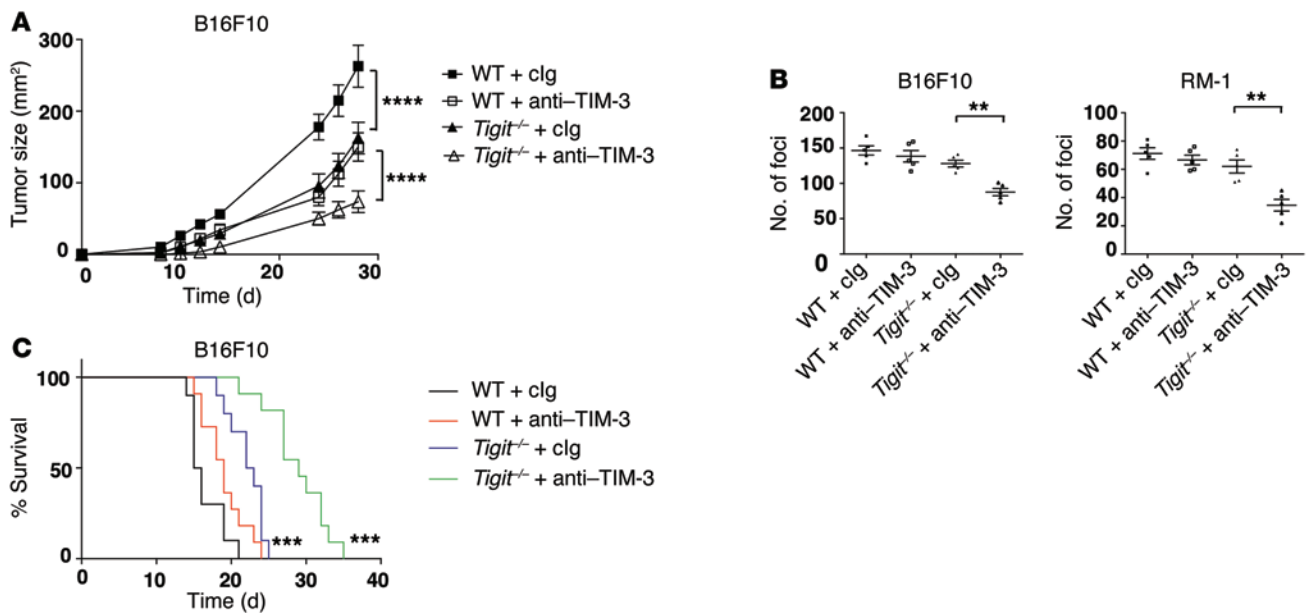 A
B16F10
Tumor size (mm²)
300
200
100
0
0
10
20
30
Time (d)
****
****
WT + cIg
WT + anti–TIM-3
Tigit⁻/⁻ + cIg
Tigit⁻/⁻ + anti–TIM-3
B
B16F10
No. of foci
200
150
100
50
0
**
WT + cIg
WT + anti–TIM-3
Tigit⁻/⁻ + cIg
Tigit⁻/⁻ + anti–TIM-3
RM-1
No. of foci
100
80
60
40
20
0
**
WT + cIg
WT + anti–TIM-3
Tigit⁻/⁻ + cIg
Tigit⁻/⁻ + anti–TIM-3
C
B16F10
% Survival
100
50
0
0
10
20
30
40
Time (d)
***
***
WT + cIg
WT + anti–TIM-3
Tigit⁻/⁻ + cIg
Tigit⁻/⁻ + anti–TIM-3